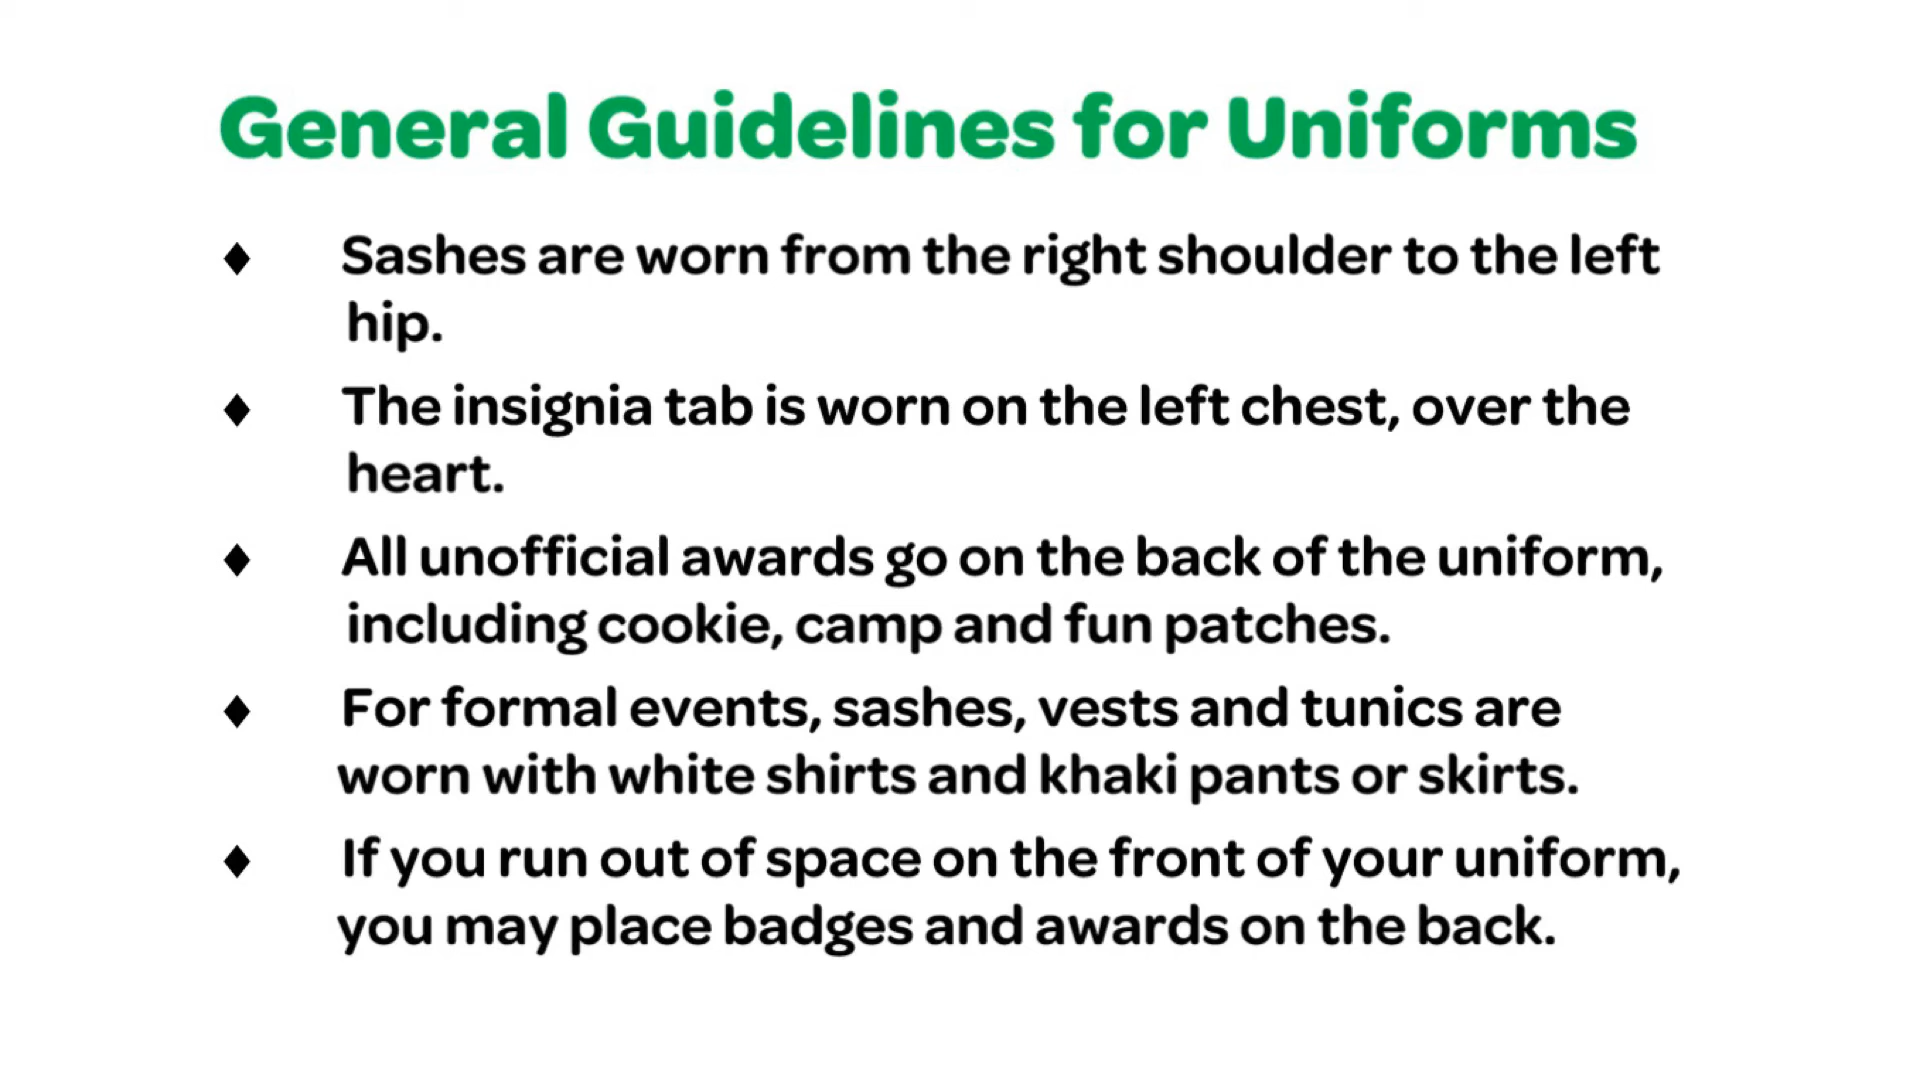 General Guidelines for Uniforms
♦ Sashes are worn from the right shoulder to the left
hip.
♦ The insignia tab is worn on the left chest, over the
heart.
♦ All unofficial awards go on the back of the uniform,
including cookie, camp and fun patches.
♦ For formal events, sashes, vests and tunics are
worn with white shirts and khaki pants or skirts.
♦ If you run out of space on the front of your uniform,
you may place badges and awards on the back.